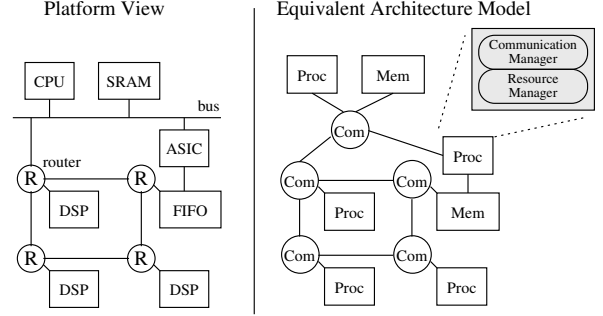 Platform View
Equivalent Architecture Model
CPU
SRAM
bus
ASIC
router
R
R
DSP
FIFO
R
R
DSP
DSP
Proc
Mem
Communication
Manager
Resource
Manager
Com
Proc
Com
Com
Proc
Mem
Com
Com
Proc
Proc